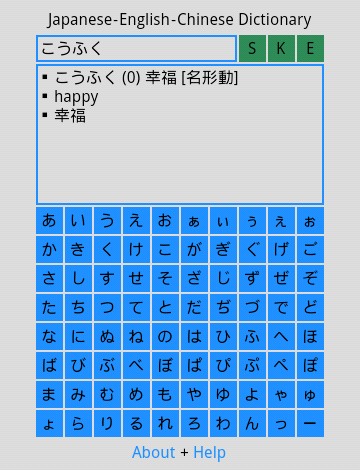 Japanese-English-Chinese Dictionary
こうふく S K E
▪ こうふく (0) 幸福 [名形動]
▪ happy
▪ 幸福
あ い う え お ぁ ぃ ぅ ぇ ぉ
か き く け こ が ぎ ぐ げ ご
さ し す せ そ ざ じ ず ぜ ぞ
た ち つ て と だ ぢ づ で ど
な に ぬ ね の は ひ ふ へ ほ
ば び ぶ べ ぼ ぱ ぴ ぷ ぺ ぽ
ま み む め も や ゆ よ ゃ ゅ
ょ ら り る れ ろ わ ん っ ー
About + Help